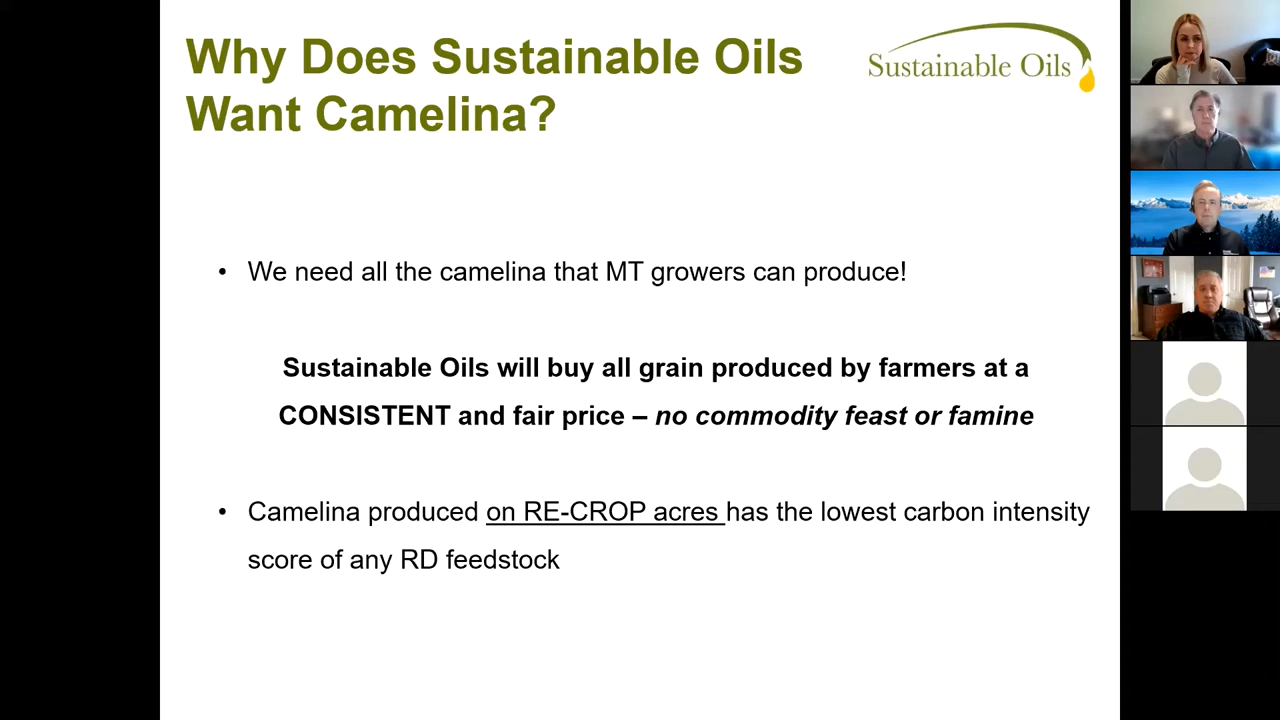 Why Does Sustainable Oils
Want Camelina?
Sustainable Oils
• We need all the camelina that MT growers can produce!
Sustainable Oils will buy all grain produced by farmers at a
CONSISTENT and fair price – no commodity feast or famine
• Camelina produced on RE-CROP acres has the lowest carbon intensity
score of any RD feedstock